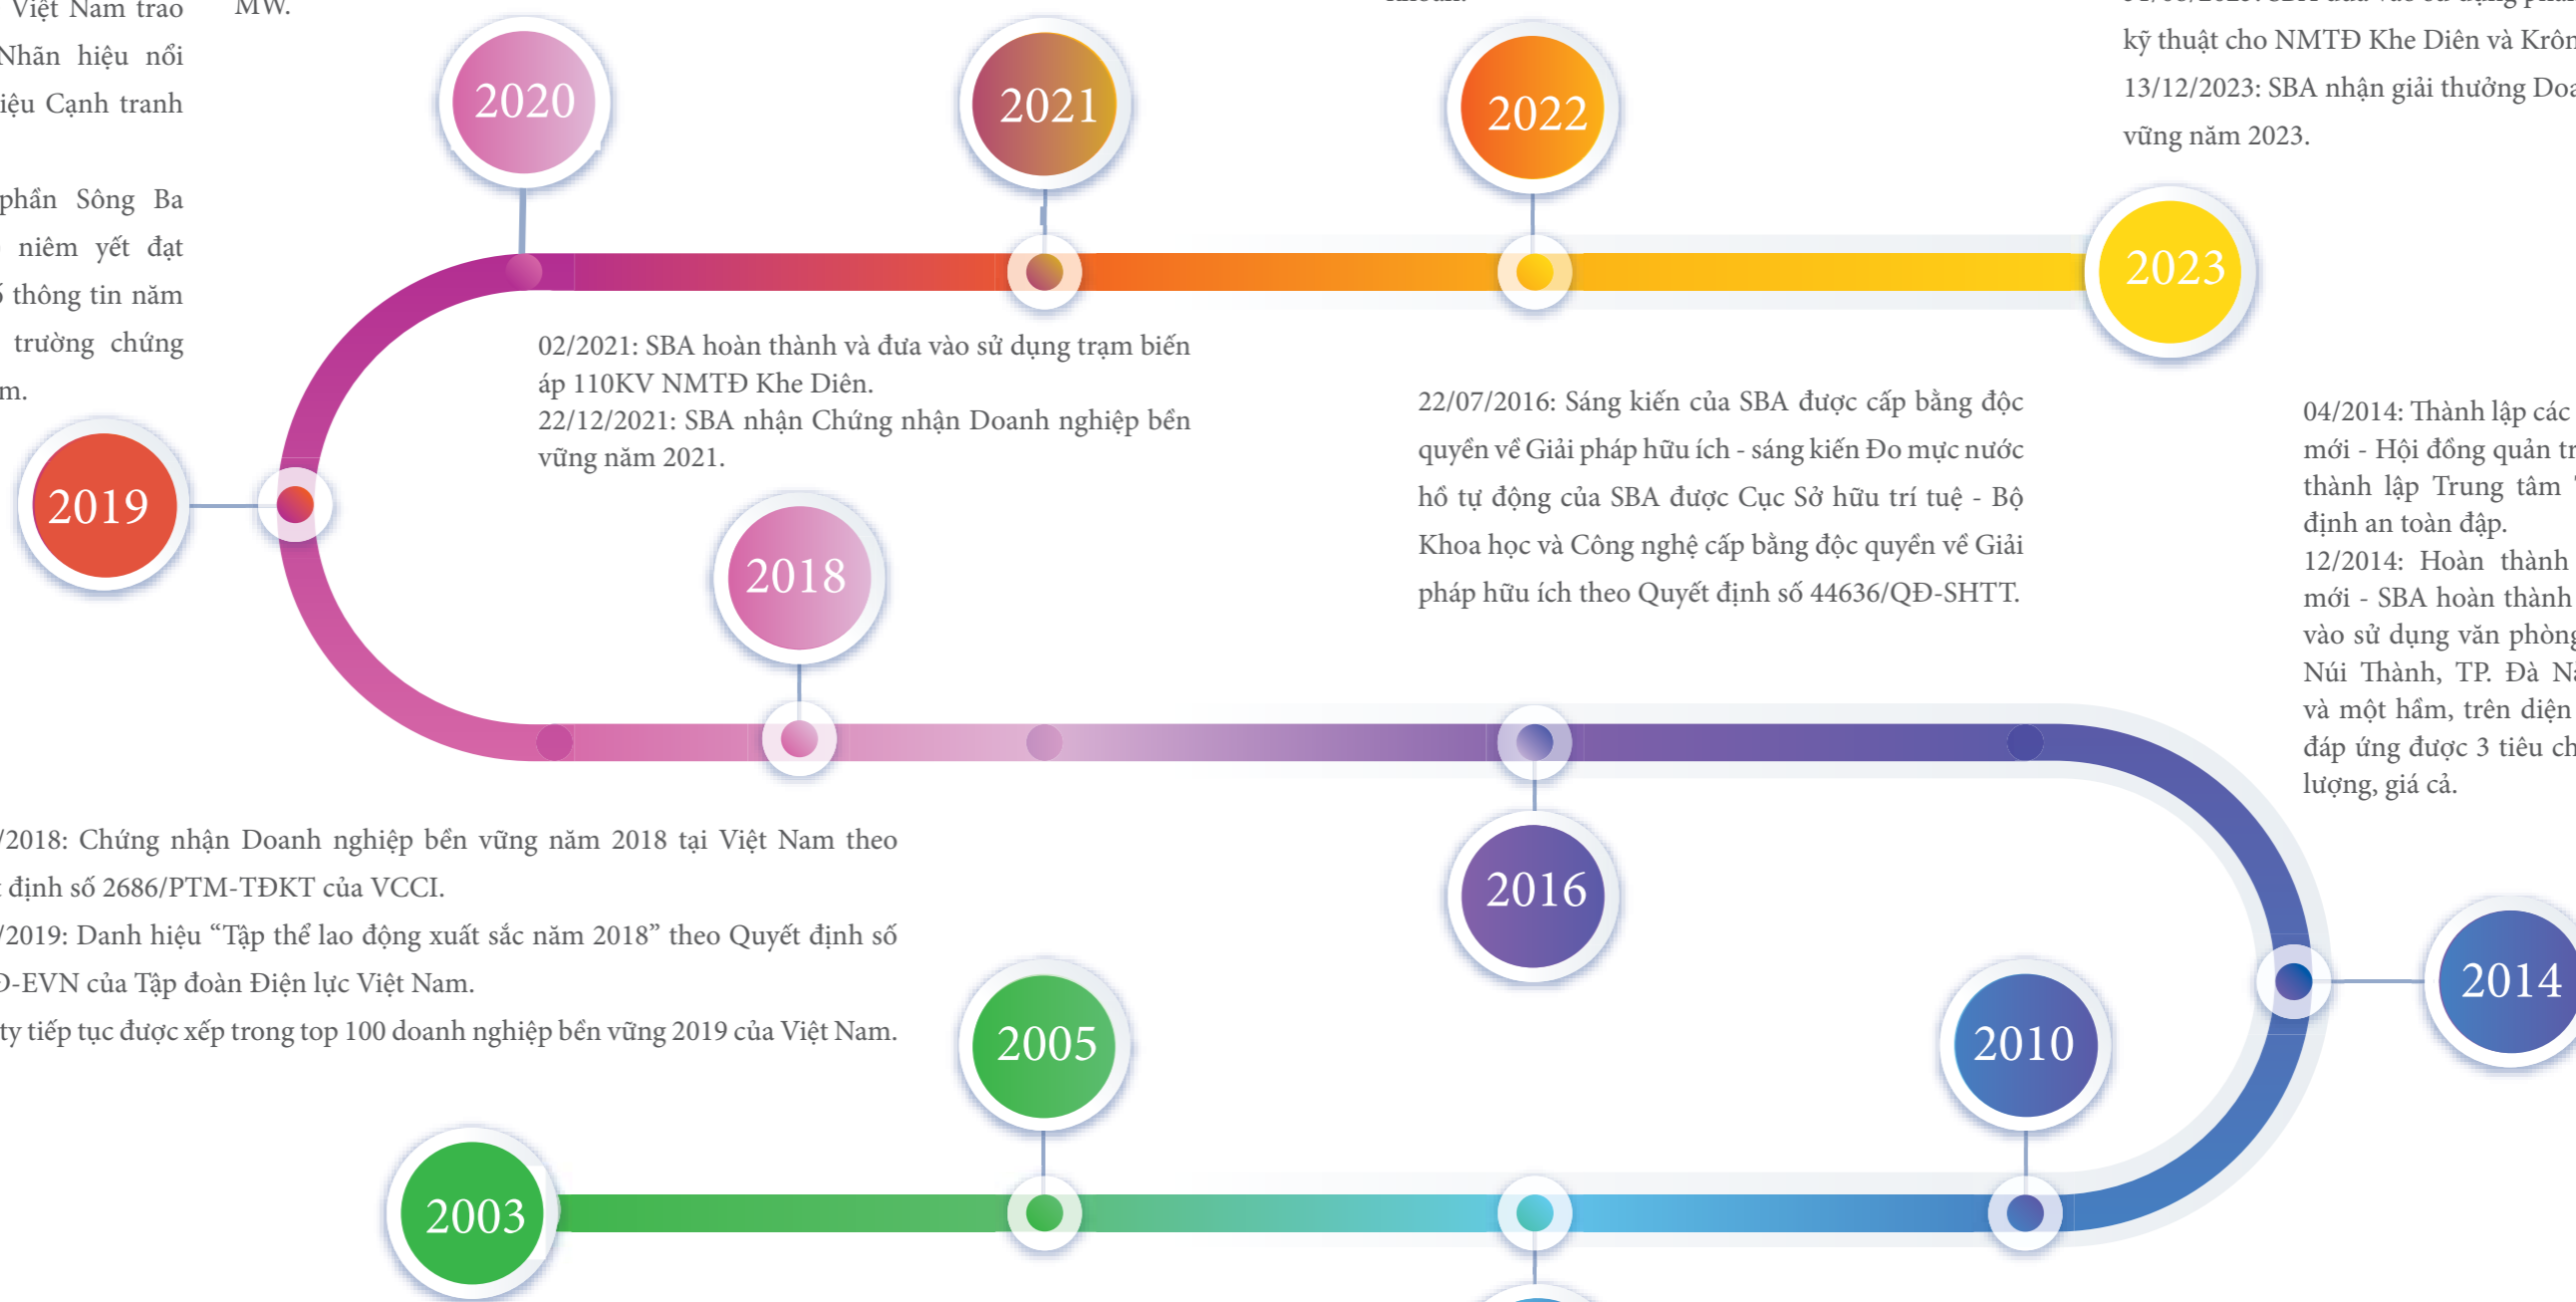 Việt Nam trao
Nhãn hiệu nổi
Cạnh tranh
phần Sông Ba
niêm yết đạt
thông tin năm
trường chứng
MW.
2020
2021
2022
kỹ thuật cho NMTĐ Khe Diên và
13/12/2023: SBA nhận giải thưởng
vững năm 2023.
2023
02/2021: SBA hoàn thành và đưa vào sử dụng trạm biến
áp 110KV NMTĐ Khe Diên.
22/12/2021: SBA nhận Chứng nhận Doanh nghiệp bền
vững năm 2021.
2019
2018
22/07/2016: Sáng kiến của SBA được cấp bằng độc
quyền về Giải pháp hữu ích - sáng kiến Đo mực nước
hồ tự động của SBA được Cục Sở hữu trí tuệ - Bộ
Khoa học và Công nghệ cấp bằng độc quyền về Giải
pháp hữu ích theo Quyết định số 44636/QĐ-SHTT.
04/2014: Thành lập các
mới - Hội đồng quản
thành lập Trung tâm
định an toàn đập.
12/2014: Hoàn thành
mới - SBA hoàn thành
vào sử dụng văn phòng
Núi Thành, TP. Đà
và một hầm, trên diện
đáp ứng được 3 tiêu
lượng, giá cả.
/2018: Chứng nhận Doanh nghiệp bền vững năm 2018 tại Việt Nam theo
định số 2686/PTM-TĐKT của VCCI.
/2019: Danh hiệu “Tập thể lao động xuất sắc năm 2018” theo Quyết định số
-EVN của Tập đoàn Điện lực Việt Nam.
ty tiếp tục được xếp trong top 100 doanh nghiệp bền vững 2019 của Việt Nam.
2016
2014
2005
2010
2003